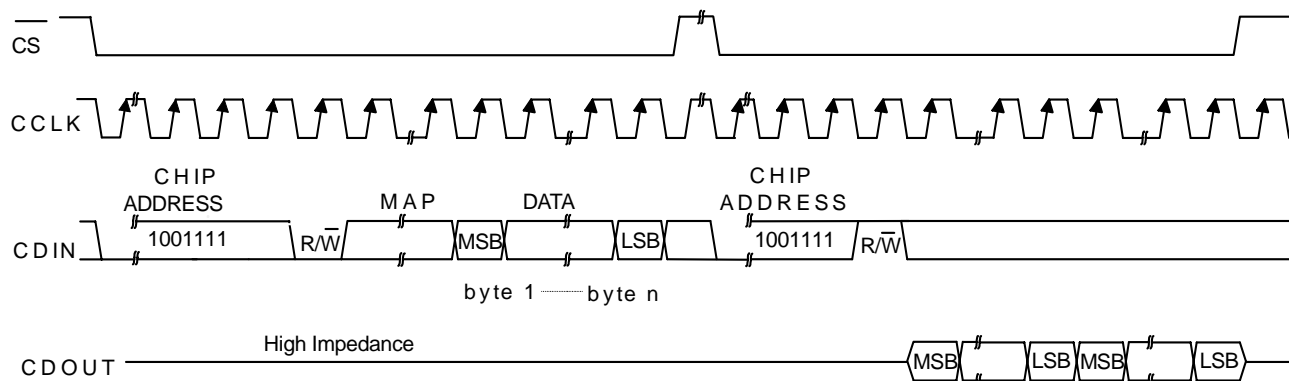 CS
CCLK
CHIP
ADDRESS
MAP
DATA
CHIP
ADDRESS
CDIN
1001111
R/W
MSB
LSB
1001111
R/W
byte 1 ········ byte n
High Impedance
CDOUT
MSB
LSB
MSB
LSB